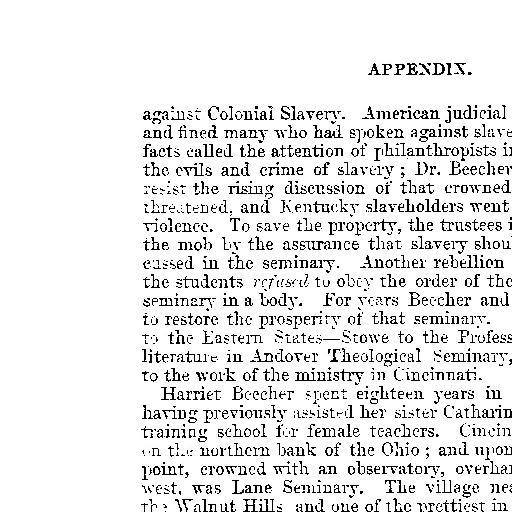 APPENDIX.
against Colonial Slavery. American judicial
and fined many who had spoken against slave
facts called the attention of philanthropists i
the evils and crime of slavery ; Dr. Beecher
resist the rising discussion of that crowned
threatened, and Kentucky slaveholders went
violence. To save the property, the trustees i
the mob by the assurance that slavery shou
cussed in the seminary. Another rebellion
the students refused to obey the order of the
seminary in a body. For years Beecher and
to restore the prosperity of that seminary.
to the Eastern States—Stowe to the Profess
literature in Andover Theological Seminary,
to the work of the ministry in Cincinnati.
Harriet Beecher spent eighteen years in
having previously assisted her sister Catharin
training school for female teachers. Cincin
on the northern bank of the Ohio ; and upon
point, crowned with an observatory, overha
west, was Lane Seminary. The village nea
the Walnut Hills and one of the prettiest in